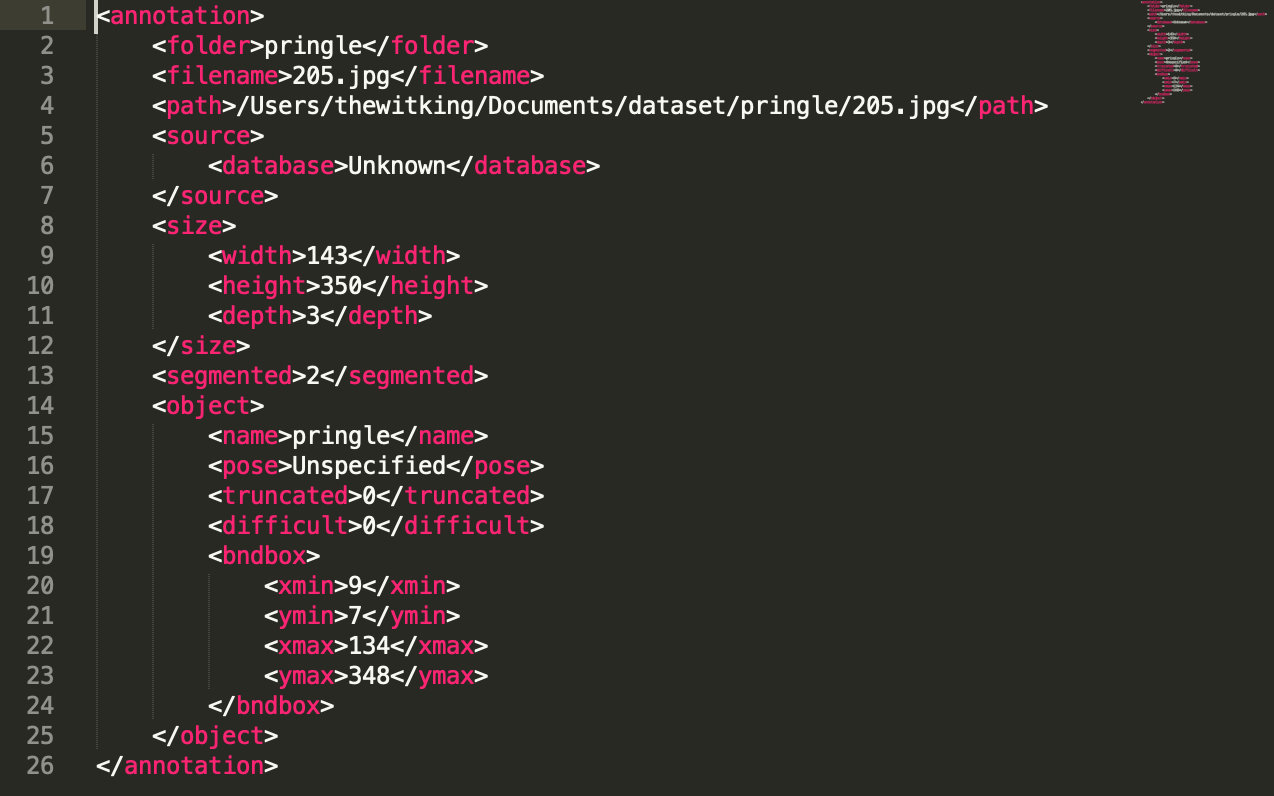 1 <annotation>
2     <folder>pringle</folder>
3     <filename>205.jpg</filename>
4     <path>/Users/thewitking/Documents/dataset/pringle/205.jpg</path>
5     <source>
6         <database>Unknown</database>
7     </source>
8     <size>
9         <width>143</width>
10         <height>350</height>
11         <depth>3</depth>
12     </size>
13     <segmented>2</segmented>
14     <object>
15         <name>pringle</name>
16         <pose>Unspecified</pose>
17         <truncated>0</truncated>
18         <difficult>0</difficult>
19         <bndbox>
20             <xmin>9</xmin>
21             <ymin>7</ymin>
22             <xmax>134</xmax>
23             <ymax>348</ymax>
24         </bndbox>
25     </object>
26 </annotation>